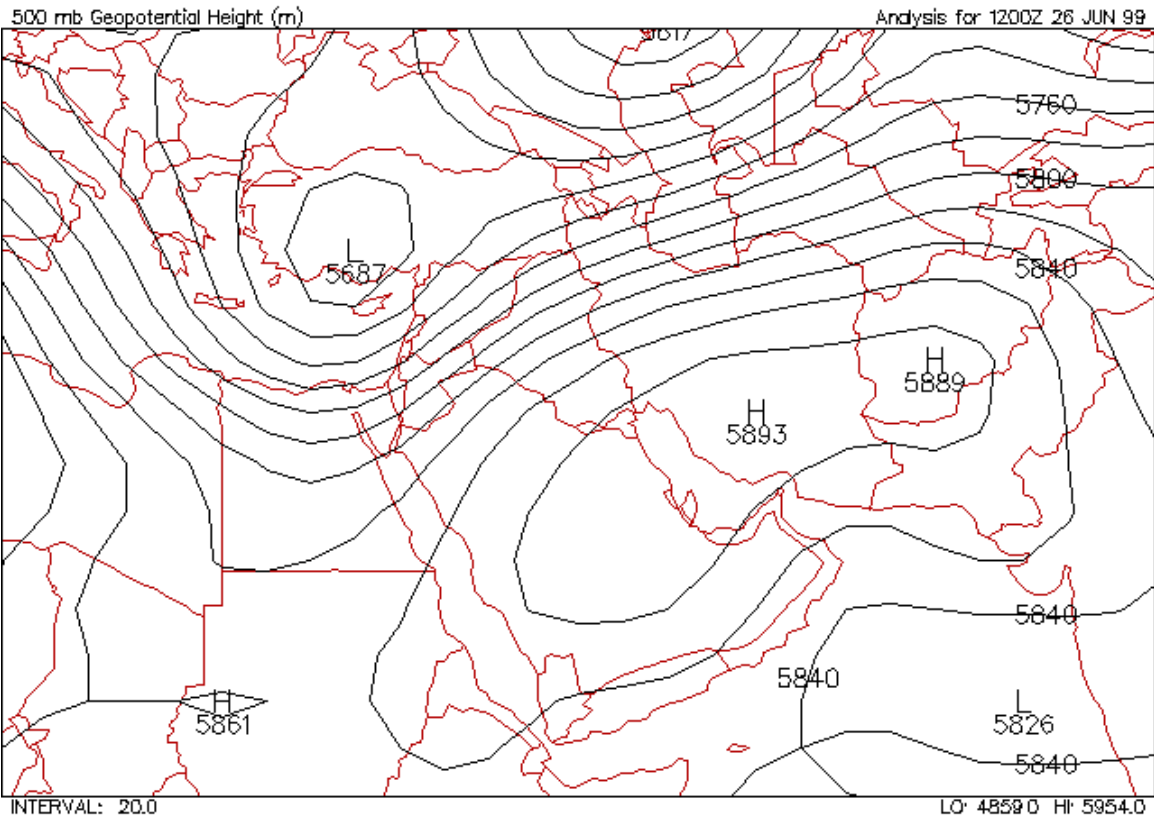 500 mb Geopotential Height (m)
Analysis for 1200Z 26 JUN 99
5760
5800
L
5687
5840
H
5889
H
5893
5840
5840
H
5861
L
5826
5840
INTERVAL: 20.0
LO: 4859.0 HI: 5954.0